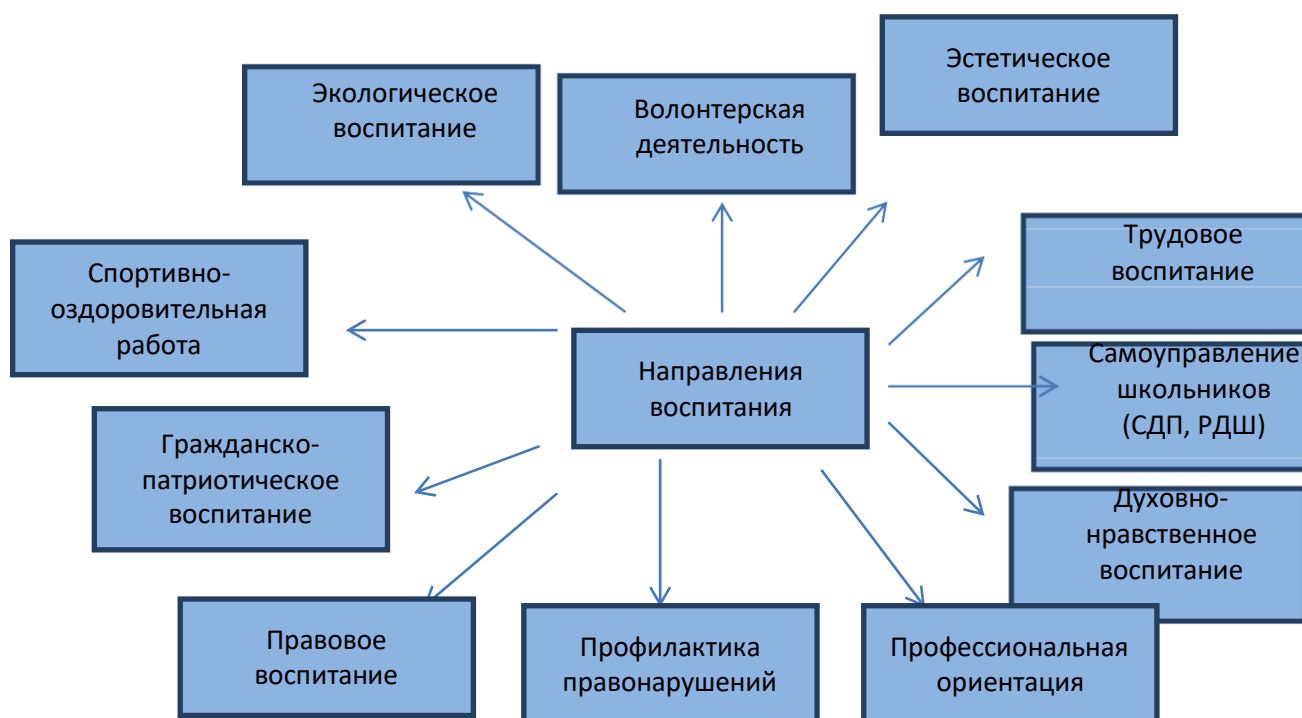 Эстетическое
воспитание
Экологическое
воспитание
Волонтерская
деятельность
Трудовое
воспитание
Спортивно-
оздоровительная
работа
Направления
воспитания
Самоуправление
школьников
(СДП, РДШ)
Гражданско-
патриотическое
воспитание
Духовно-
нравственное
воспитание
Правовое
воспитание
Профилактика
правонарушений
Профессиональная
ориентация